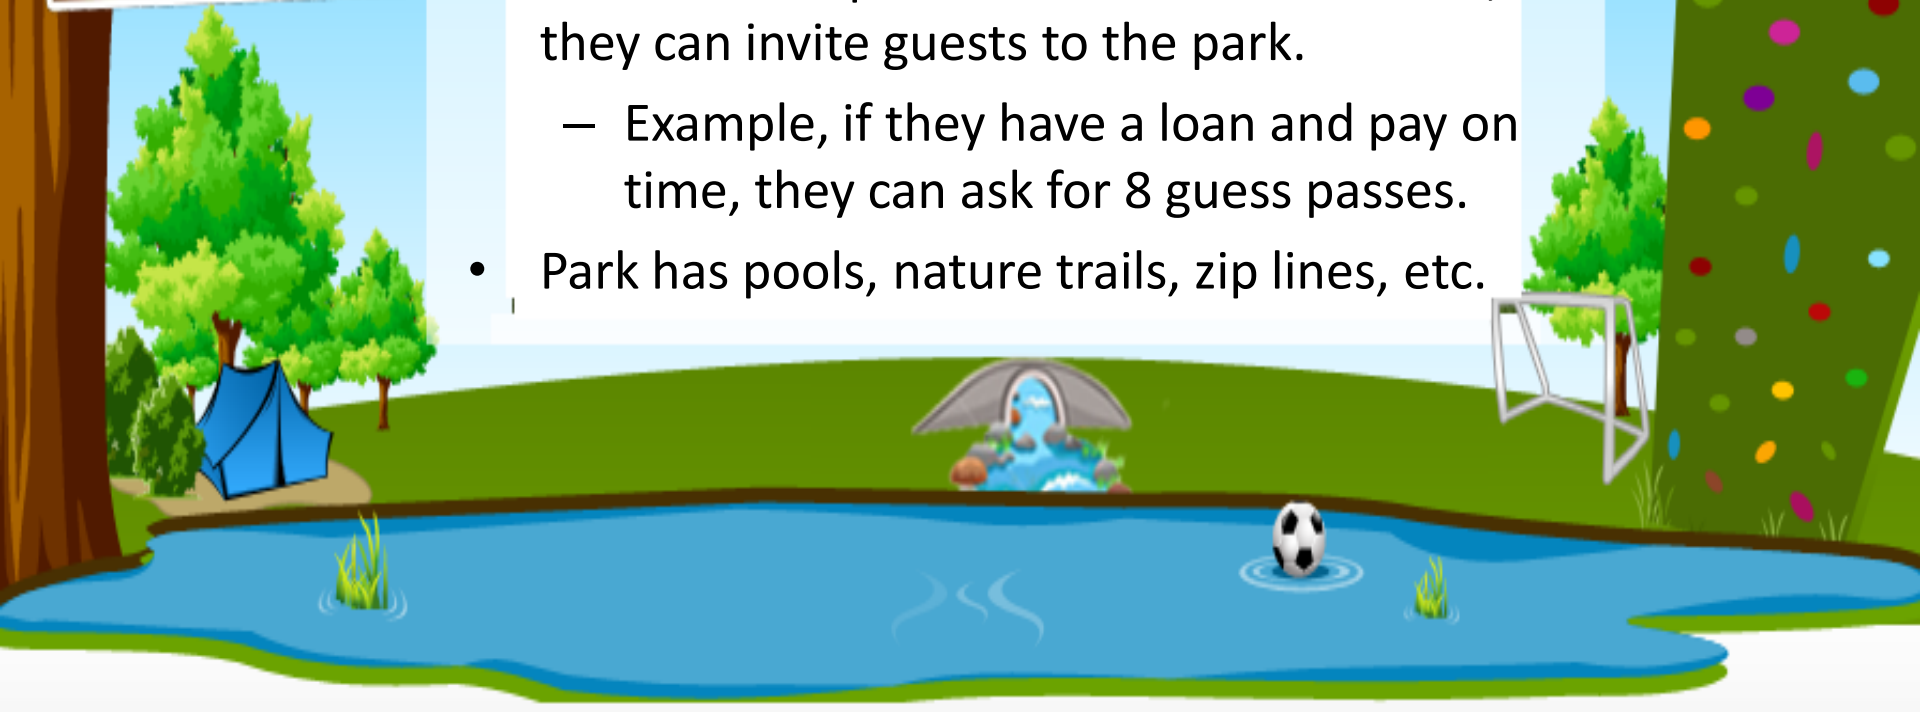 they can invite guests to the park.
– Example, if they have a loan and pay on
time, they can ask for 8 guess passes.
• Park has pools, nature trails, zip lines, etc.